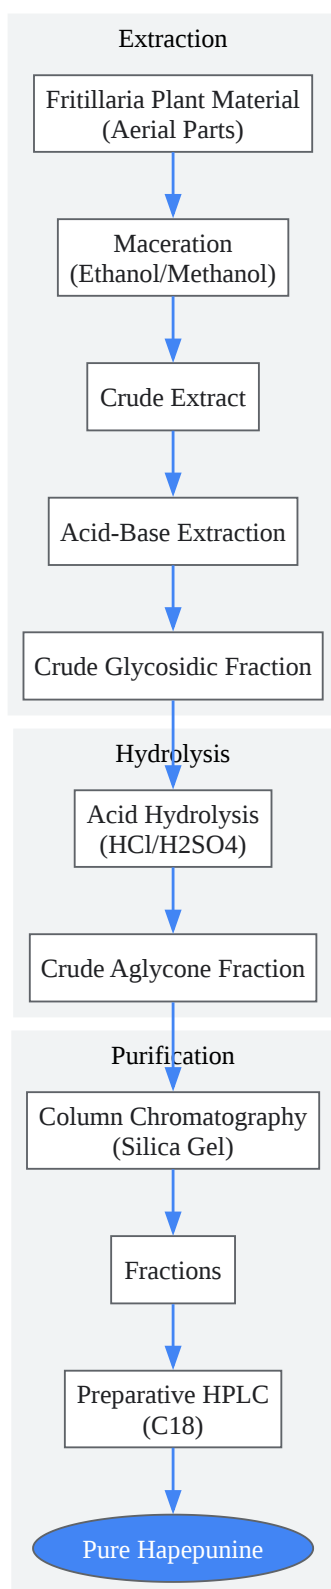 Extraction
Fritillaria Plant Material
(Aerial Parts)
Maceration
(Ethanol/Methanol)
Crude Extract
Acid-Base Extraction
Crude Glycosidic Fraction
Hydrolysis
Acid Hydrolysis
(HCl/H2SO4)
Crude Aglycone Fraction
Purification
Column Chromatography
(Silica Gel)
Fractions
Preparative HPLC
(C18)
Pure Hapepunine